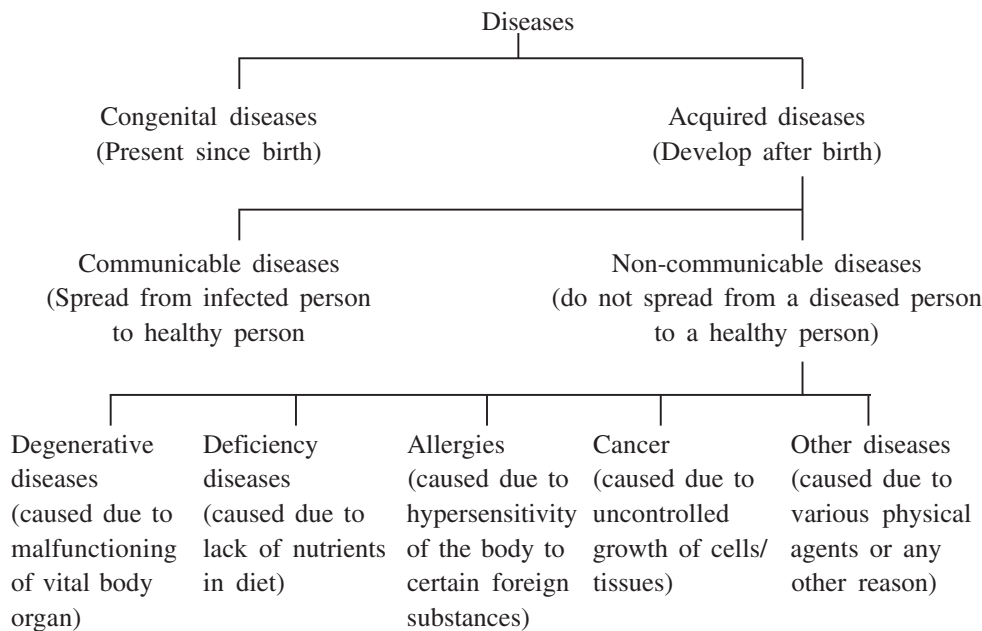 Diseases
Congenital diseases
(Present since birth)
Acquired diseases
(Develop after birth)
Communicable diseases
(Spread from infected person
to healthy person
Non-communicable diseases
(do not spread from a diseased person
to a healthy person)
Degenerative
diseases
(caused due to
malfunctioning
of vital body
organ)
Deficiency
diseases
(caused due to
lack of nutrients
in diet)
Allergies
(caused due to
hypersensitivity
of the body to
certain foreign
substances)
Cancer
(caused due to
uncontrolled
growth of cells/
tissues)
Other diseases
(caused due to
various physical
agents or any
other reason)